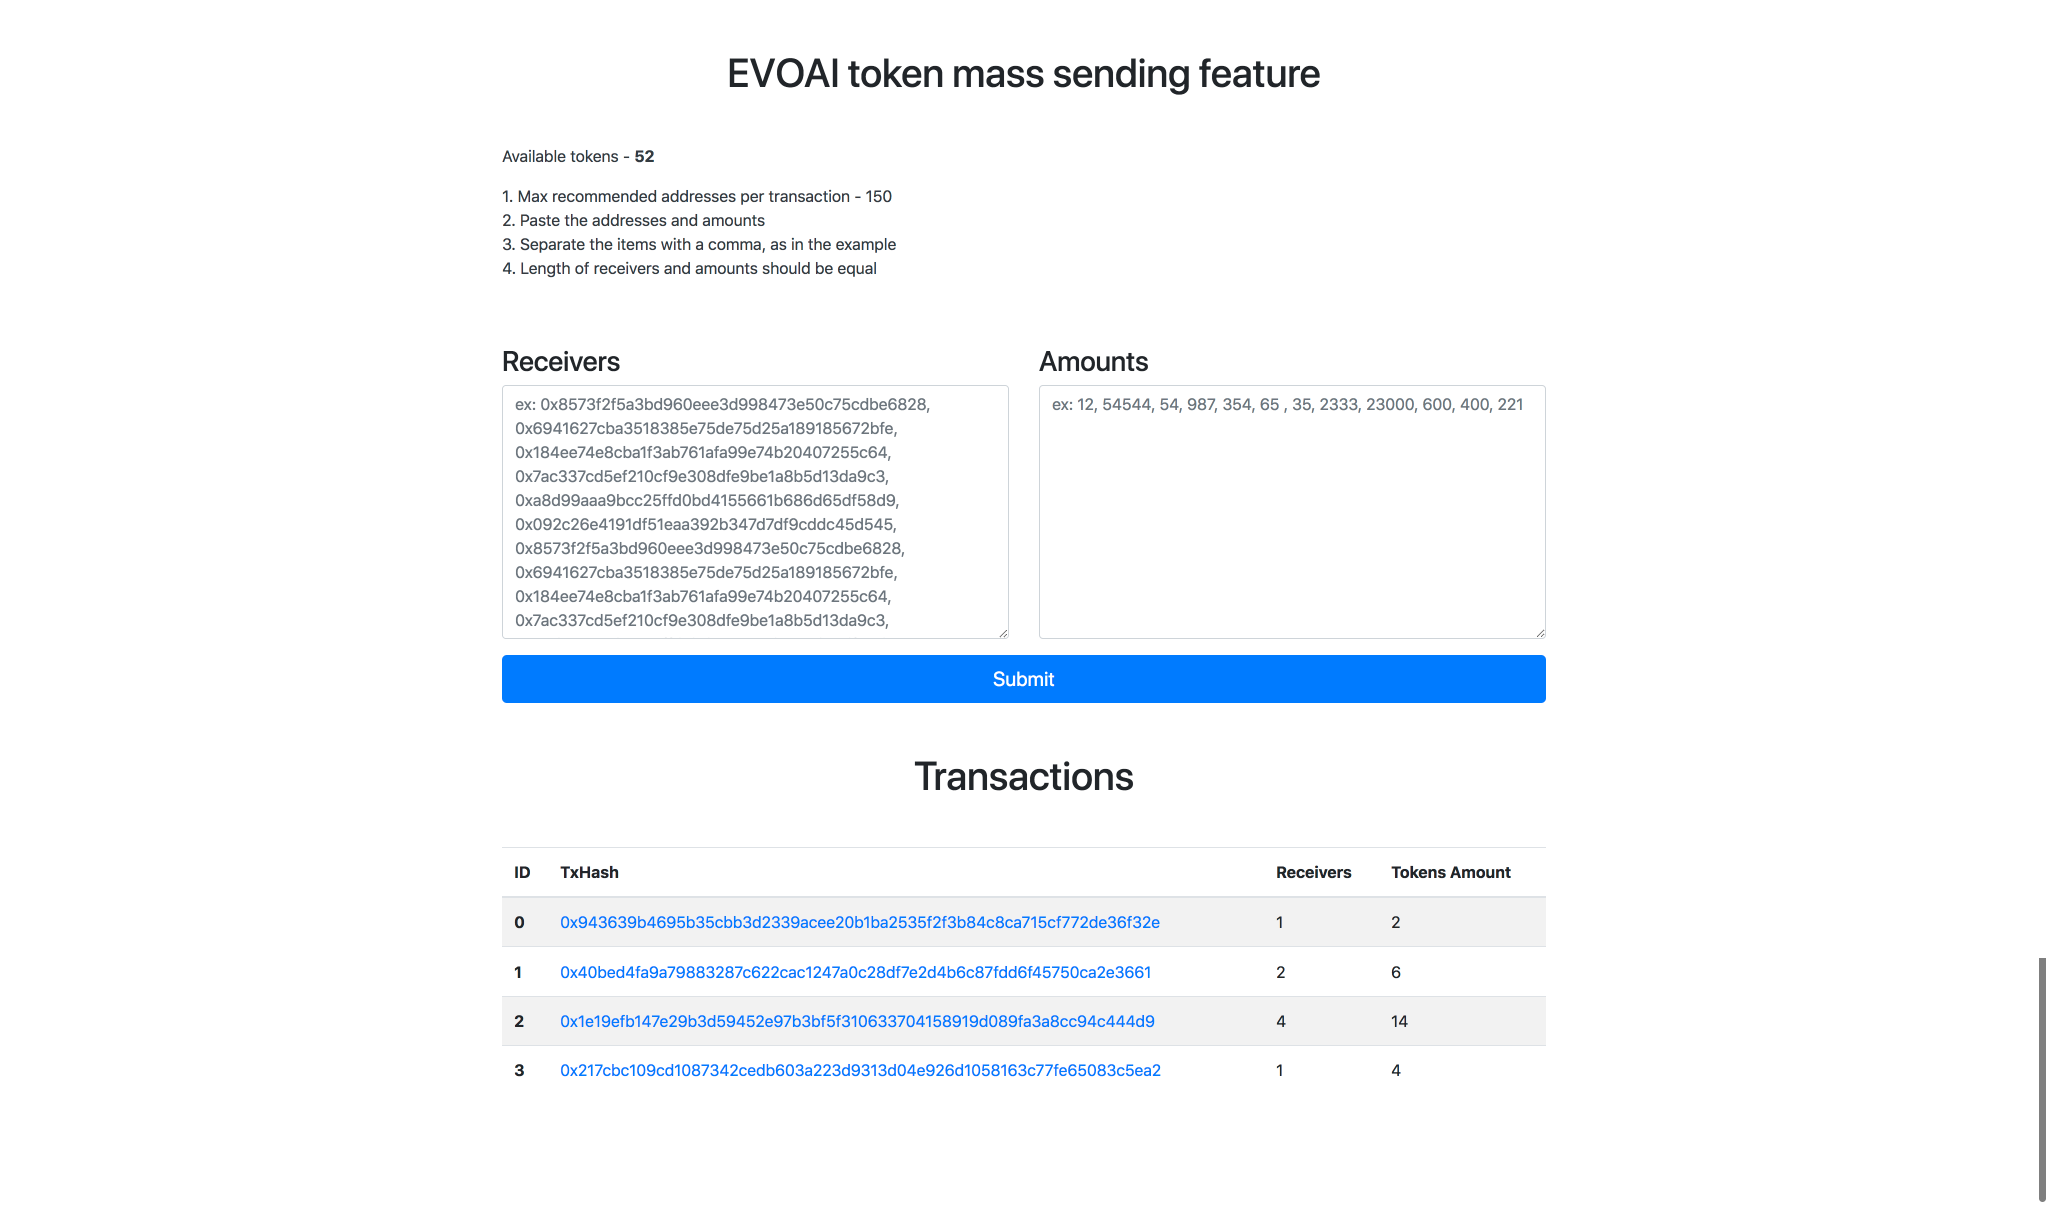 EVOAI token mass sending feature
Available tokens - 52
1. Max recommended addresses per transaction - 150
2. Paste the addresses and amounts
3. Separate the items with a comma, as in the example
4. Length of receivers and amounts should be equal
Receivers
ex: 0x8573f2f5a3bd960eee3d998473e50c75cdbe6828,
0x6941627cba3518385e75de75d25a189185672bfe,
0x184ee74e8cba1f3ab761afa99e74b20407255c64,
0x7ac337cd5ef210cf9e308dfe9be1a8b5d13da9c3,
0xa8d99aaa9bcc25ffd0bd4155661b686d65df58d9,
0x092c26e4191df51eaa392b347d7df9cddc45d545,
0x8573f2f5a3bd960eee3d998473e50c75cdbe6828,
0x6941627cba3518385e75de75d25a189185672bfe,
0x184ee74e8cba1f3ab761afa99e74b20407255c64,
0x7ac337cd5ef210cf9e308dfe9be1a8b5d13da9c3,
Amounts
ex: 12, 54544, 54, 987, 354, 65 , 35, 2333, 23000, 600, 400, 221
Submit
Transactions
ID TxHash Receivers Tokens Amount
0 0x943639b4695b35cbb3d2339acee20b1ba2535f2f3b84c8ca715cf772de36f32e 1 2
1 0x40bed4fa9a79883287c622cac1247a0c28df7e2d4b6c87fdd6f45750ca2e3661 2 6
2 0x1e19efb147e29b3d59452e97b3bf5f310633704158919d089fa3a8cc94c444d9 4 14
3 0x217cbc109cd1087342cedb603a223d9313d04e926d1058163c77fe65083c5ea2 1 4